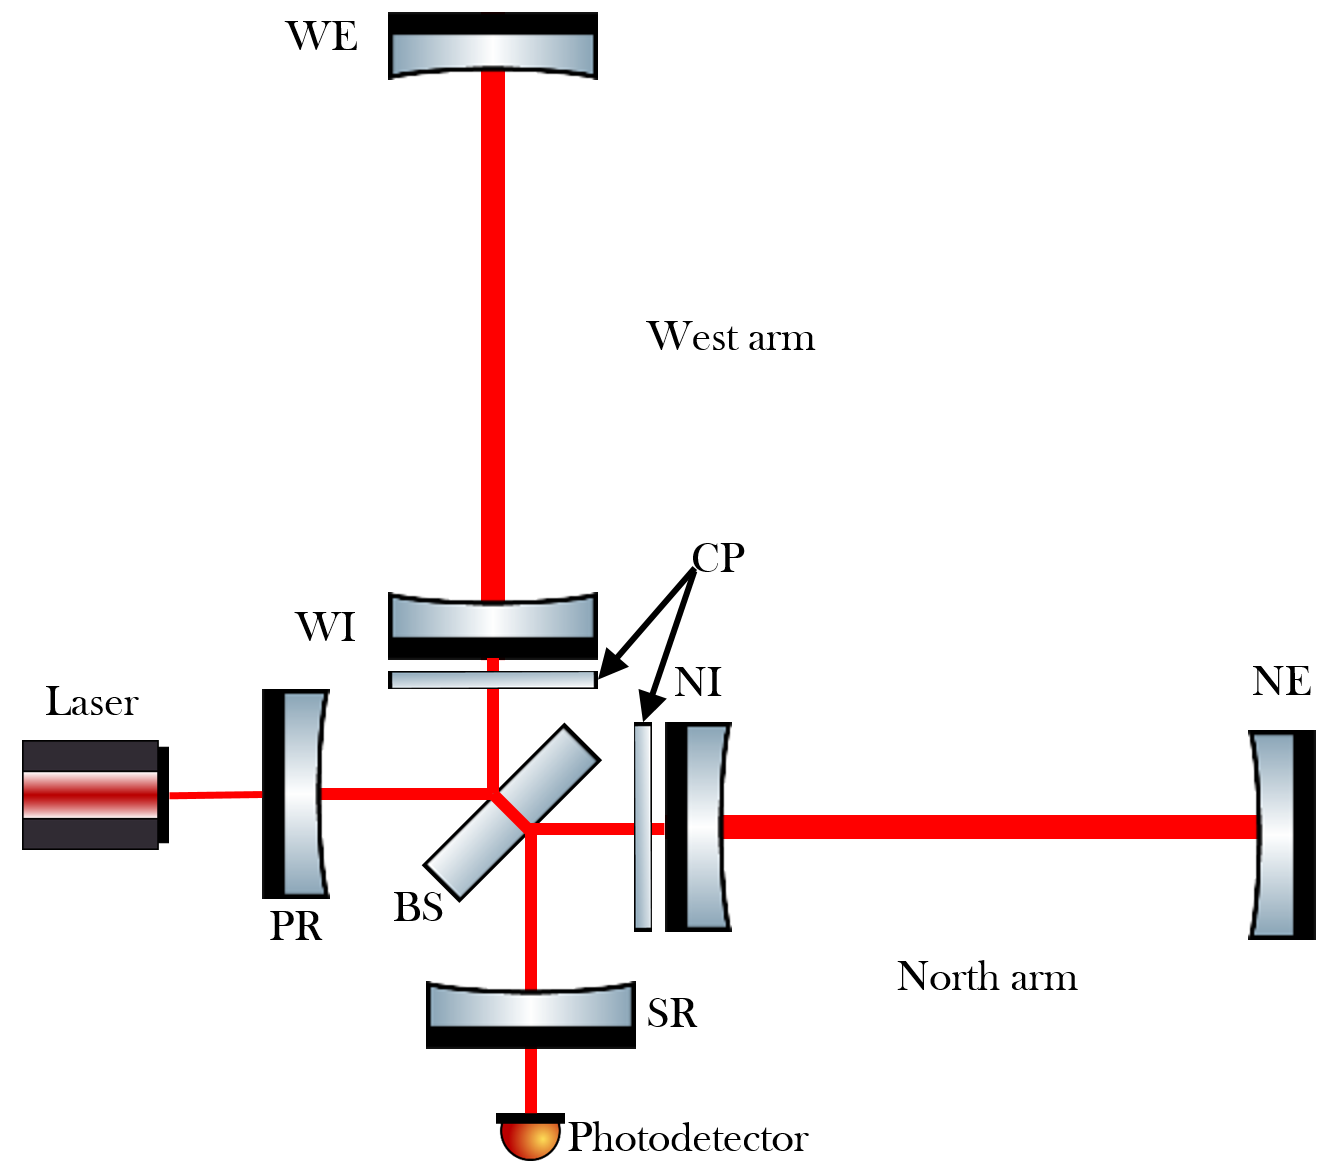 WE
West arm
CP
WI
NI
NE
Laser
BS
PR
North arm
SR
Photodetector